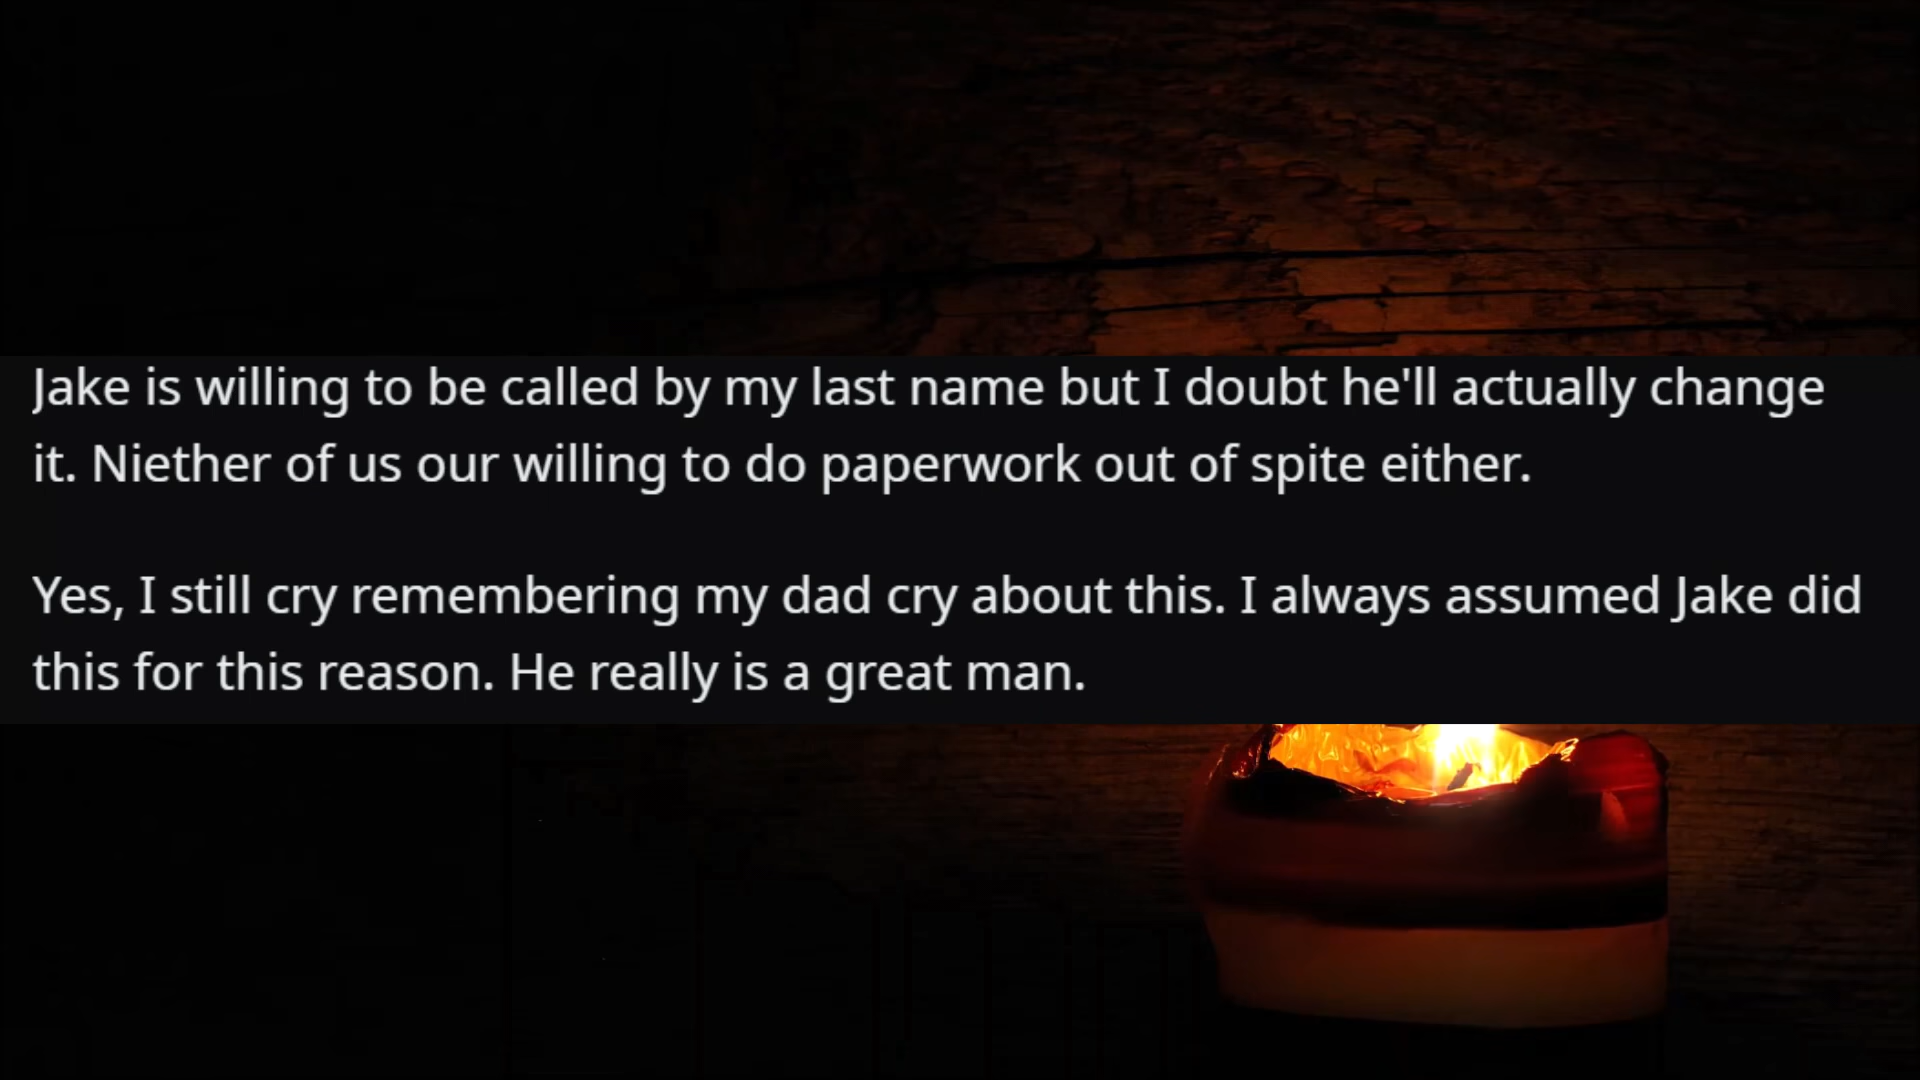 Jake is willing to be called by my last name but I doubt he'll actually change
it. Niether of us our willing to do paperwork out of spite either.
Yes, I still cry remembering my dad cry about this. I always assumed Jake did
this for this reason. He really is a great man.